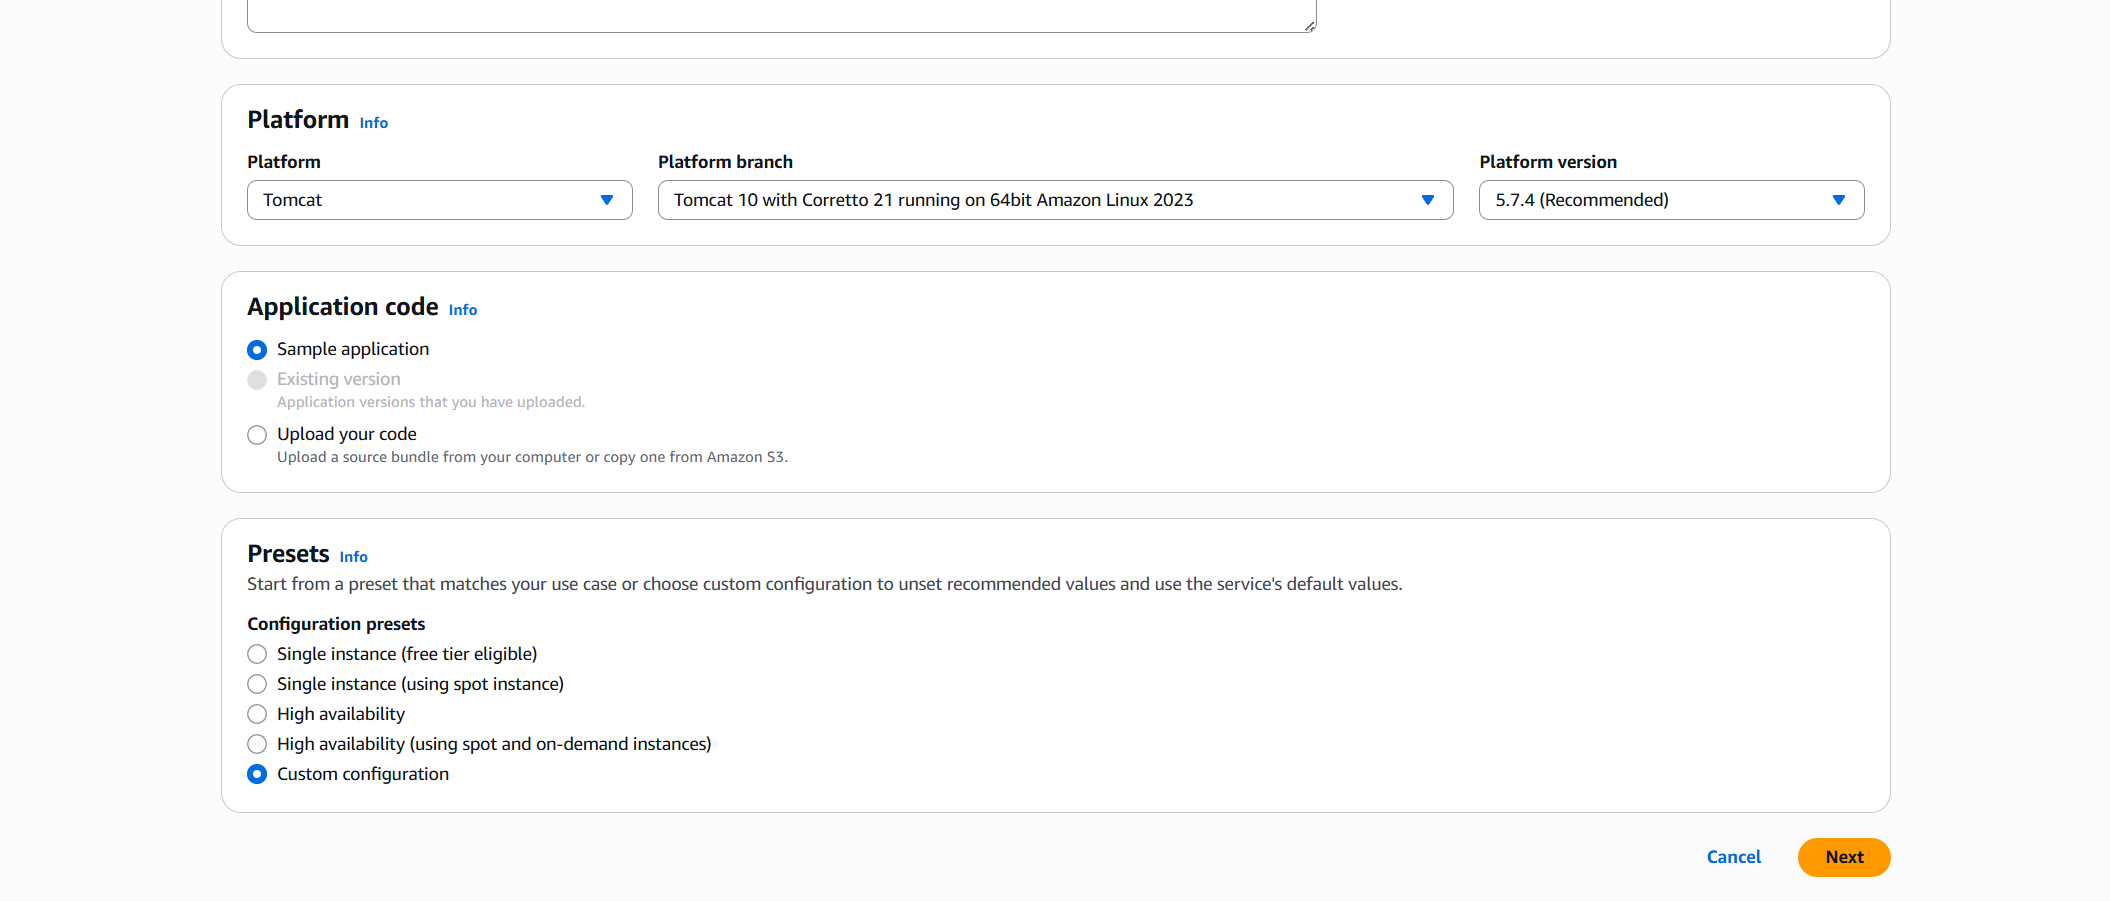 Platform Info
Platform
Platform branch
Platform version
Tomcat
Tomcat 10 with Corretto 21 running on 64bit Amazon Linux 2023
5.7.4 (Recommended)
Application code Info
Sample application
Existing version
Application versions that you have uploaded.
Upload your code
Upload a source bundle from your computer or copy one from Amazon S3.
Presets Info
Start from a preset that matches your use case or choose custom configuration to unset recommended values and use the service's default values.
Configuration presets
Single instance (free tier eligible)
Single instance (using spot instance)
High availability
High availability (using spot and on-demand instances)
Custom configuration
Cancel
Next